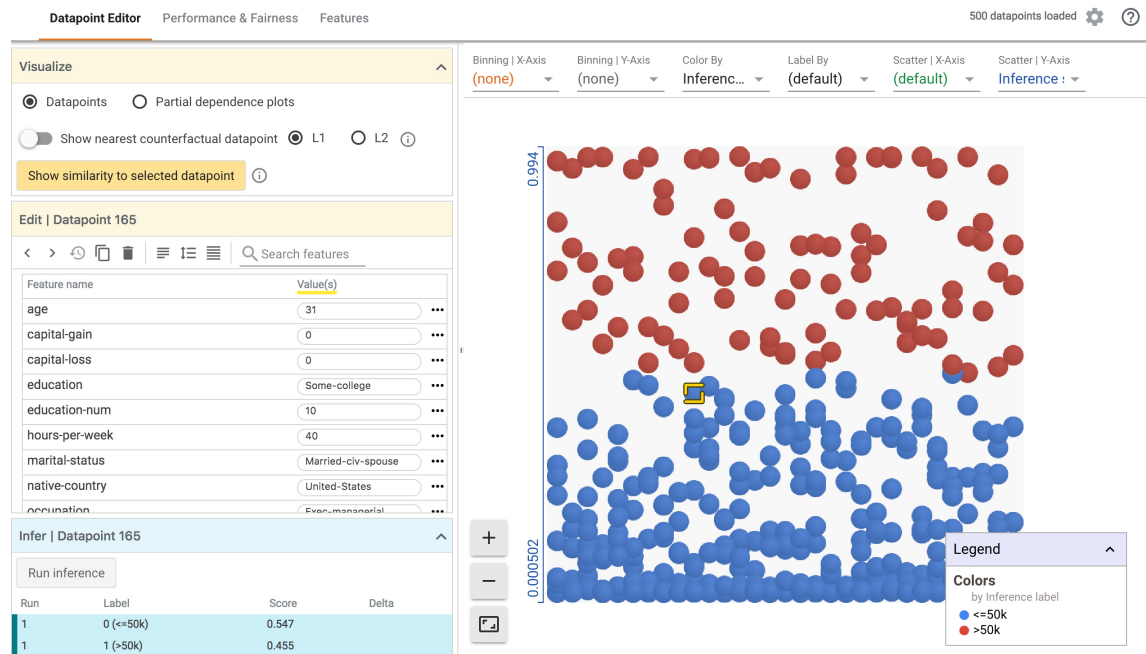 Datapoint Editor Performance & Fairness Features 500 datapoints loaded
Visualize
Datapoints Partial dependence plots
Show nearest counterfactual datapoint L1 L2
Show similarity to selected datapoint
Edit | Datapoint 165
Search features
Feature name Value(s)
age 31
capital-gain 0
capital-loss 0
education Some-college
education-num 10
hours-per-week 40
marital-status Married-civ-spouse
native-country United-States
occupation Exec-managerial
Infer | Datapoint 165
Run inference
Run Label Score Delta
1 0 (<=50k) 0.547
1 1 (>50k) 0.455
Binning | X-Axis Binning | Y-Axis Color By Label By Scatter | X-Axis Scatter | Y-Axis
(none) (none) Inferenc... (default) (default) Inference s
0.994
0.000502
Legend
Colors
by Inference label
<=50k
>50k